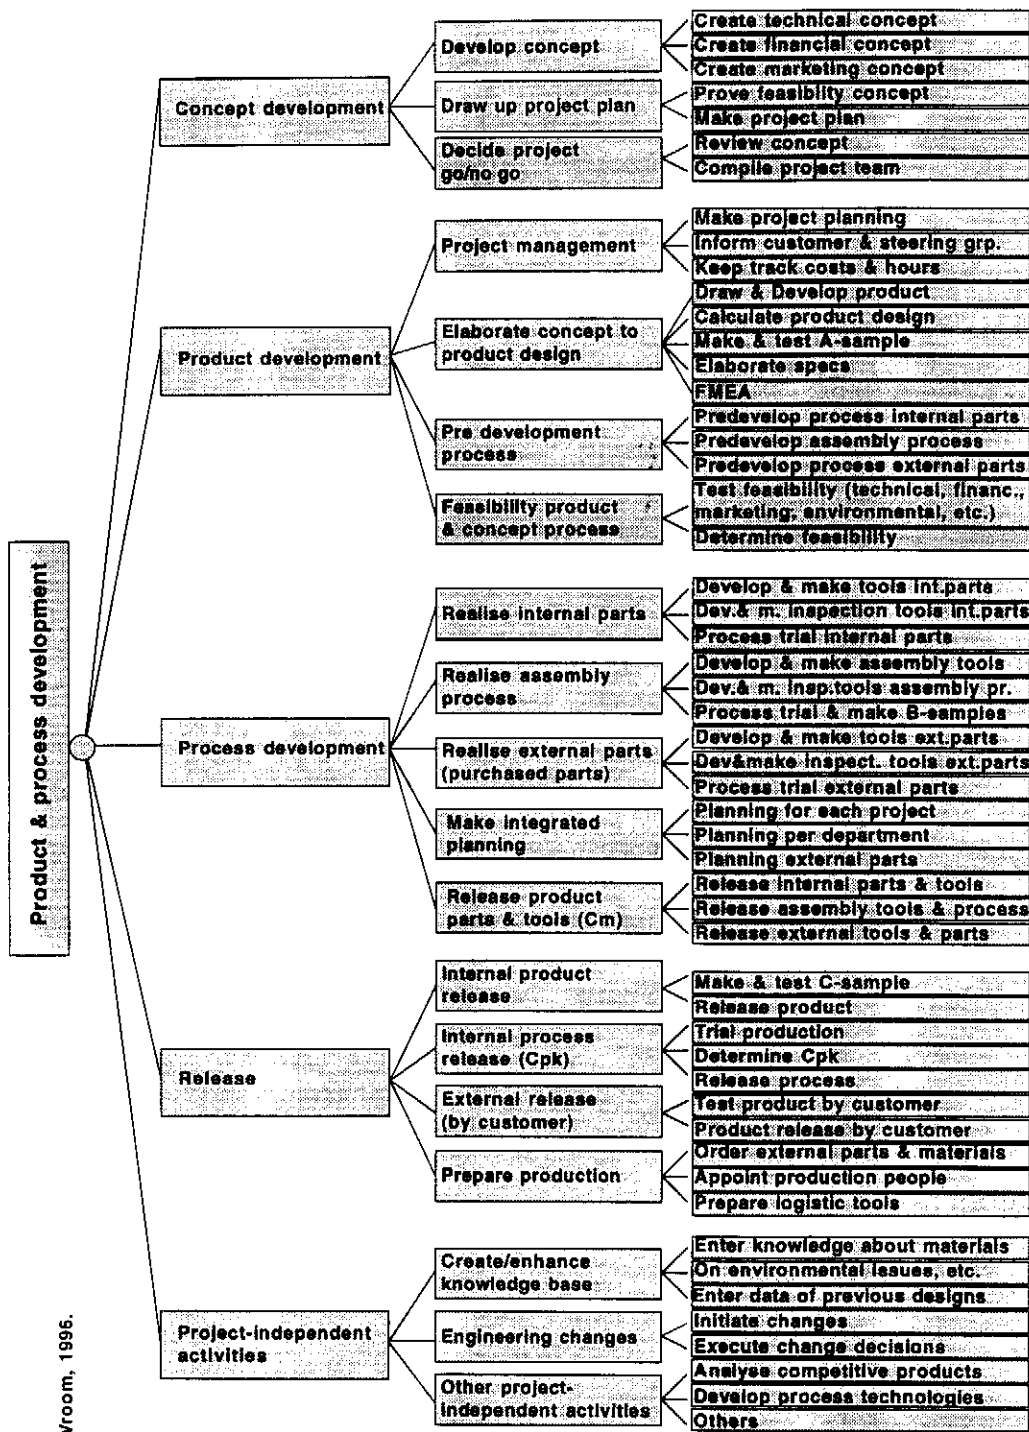 Product & process development
Concept development
Develop concept
Create technical concept
Create financial concept
Create marketing concept
Draw up project plan
Prove feasibility concept
Make project plan
Decide project
go/no go
Review concept
Compile project team
Product development
Project management
Make project planning
Inform customer & steering grp.
Keep track costs & hours
Elaborate concept to
product design
Draw & Develop product
Calculate product design
Make & test A-sample
Elaborate specs
FMEA
Pre development
process
Predevelop process internal parts
Predevelop assembly process
Predevelop process external parts
Feasibility product
& concept process
Test feasibility (technical, financ.,
marketing, environmental, etc.)
Determine feasibility
Process development
Realise internal parts
Develop & make tools int.parts
Dev.& m. inspection tools int.parts
Process trial internal parts
Realise assembly
process
Develop & make assembly tools
Dev.& m. insp.tools assembly pr.
Process trial & make B-samples
Realise external parts
(purchased parts)
Develop & make tools ext.parts
Dev&make inspect. tools ext.parts
Process trial external parts
Make integrated
planning
Planning for each project
Planning per department
Planning external parts
Release product
parts & tools (Cm)
Release internal parts & tools
Release assembly tools & process
Release external tools & parts
Release
Internal product
release
Make & test C-sample
Release product
Internal process
release (Cpk)
Trial production
Determine Cpk
Release process
External release
(by customer)
Test product by customer
Product release by customer
Prepare production
Order external parts & materials
Appoint production people
Prepare logistic tools
Project-independent
activities
Create/enhance
knowledge base
Enter knowledge about materials
On environmental issues, etc.
Enter data of previous designs
Engineering changes
Initiate changes
Execute change decisions
Other project-
independent activities
Analyse competitive products
Develop process technologies
Others
Vroom, 1996.